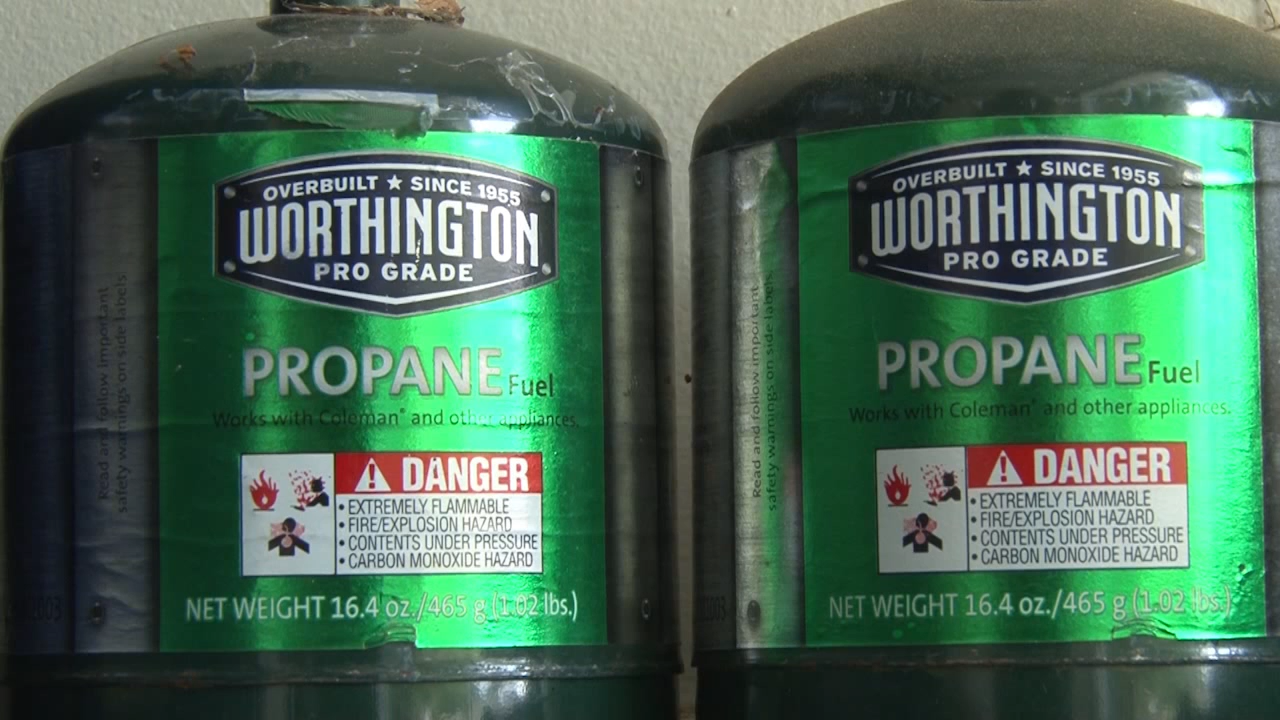 OVERBUILT ★ SINCE 1955
WORTHINGTON
PRO GRADE
PROPANE Fuel
Works with Coleman® and other appliances.
DANGER
• EXTREMELY FLAMMABLE
• FIRE/EXPLOSION HAZARD
• CONTENTS UNDER PRESSURE
• CARBON MONOXIDE HAZARD
NET WEIGHT 16.4 oz./465 g (1.02 lbs.)
Read and follow important
safety warnings on side labels
OVERBUILT ★ SINCE 1955
WORTHINGTON
PRO GRADE
PROPANE Fuel
Works with Coleman® and other appliances.
DANGER
• EXTREMELY FLAMMABLE
• FIRE/EXPLOSION HAZARD
• CONTENTS UNDER PRESSURE
• CARBON MONOXIDE HAZARD
NET WEIGHT 16.4 oz./465 g (1.02 lbs.)
Read and follow important
safety warnings on side labels